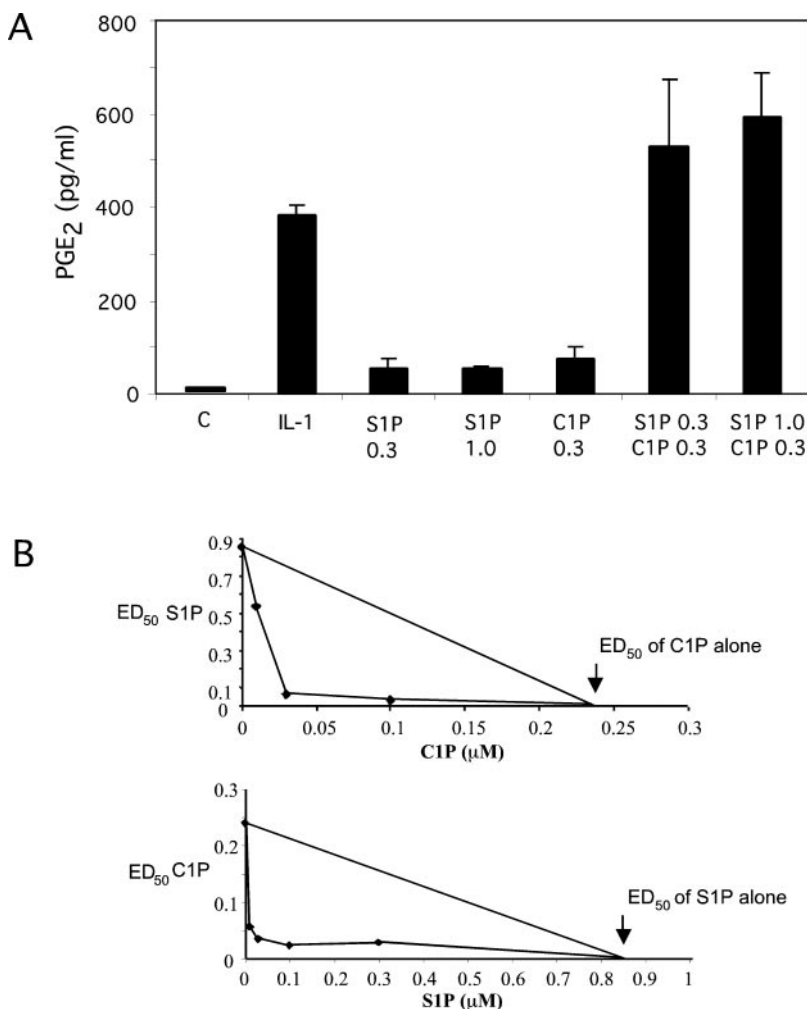 A
PGE2 (pg/ml)
800
600
400
200
0
C
IL-1
S1P
0.3
S1P
1.0
C1P
0.3
S1P 0.3
C1P 0.3
S1P 1.0
C1P 0.3
B
ED50 S1P
0.9
0.7
0.5
0.3
0.1
0
ED50 of C1P alone
0 0.05 0.1 0.15 0.2 0.25 0.3
C1P (μM)
ED50 C1P
0.3
0.2
0.1
0
ED50 of S1P alone
0 0.1 0.2 0.3 0.4 0.5 0.6 0.7 0.8 0.9 1
S1P (μM)